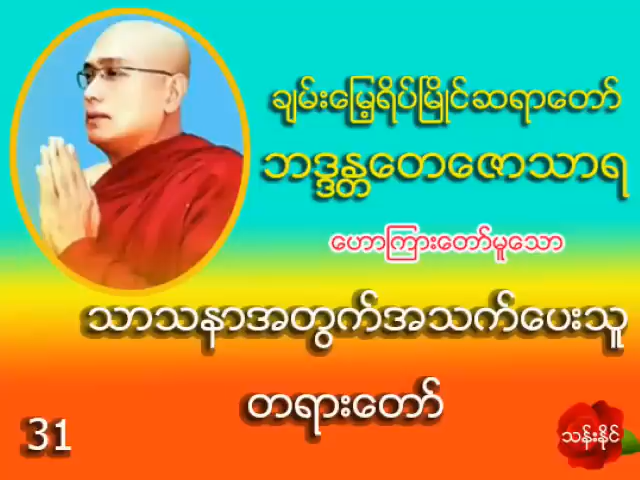 ချမ်းမြေ့ရိပ်မြိုင်ဆရာတော်
ဘဒ္ဒန္တတေဇောသာရ
ဟောကြားတော်မူသော
သာသနာအတွက်အသက်ပေးသူ
တရားတော်
31
သန်းနိုင်